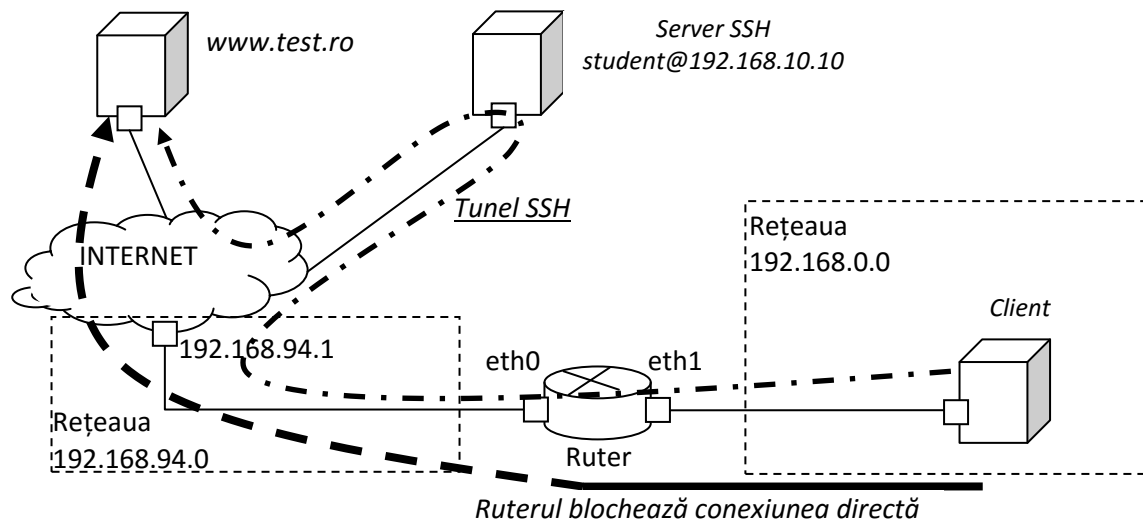 www.test.ro
Server SSH
student@192.168.10.10
Tunel SSH
INTERNET
Rețeaua
192.168.0.0
Client
192.168.94.1
eth0
eth1
Rețeaua
192.168.94.0
Ruter
Ruterul blochează conexiunea directă